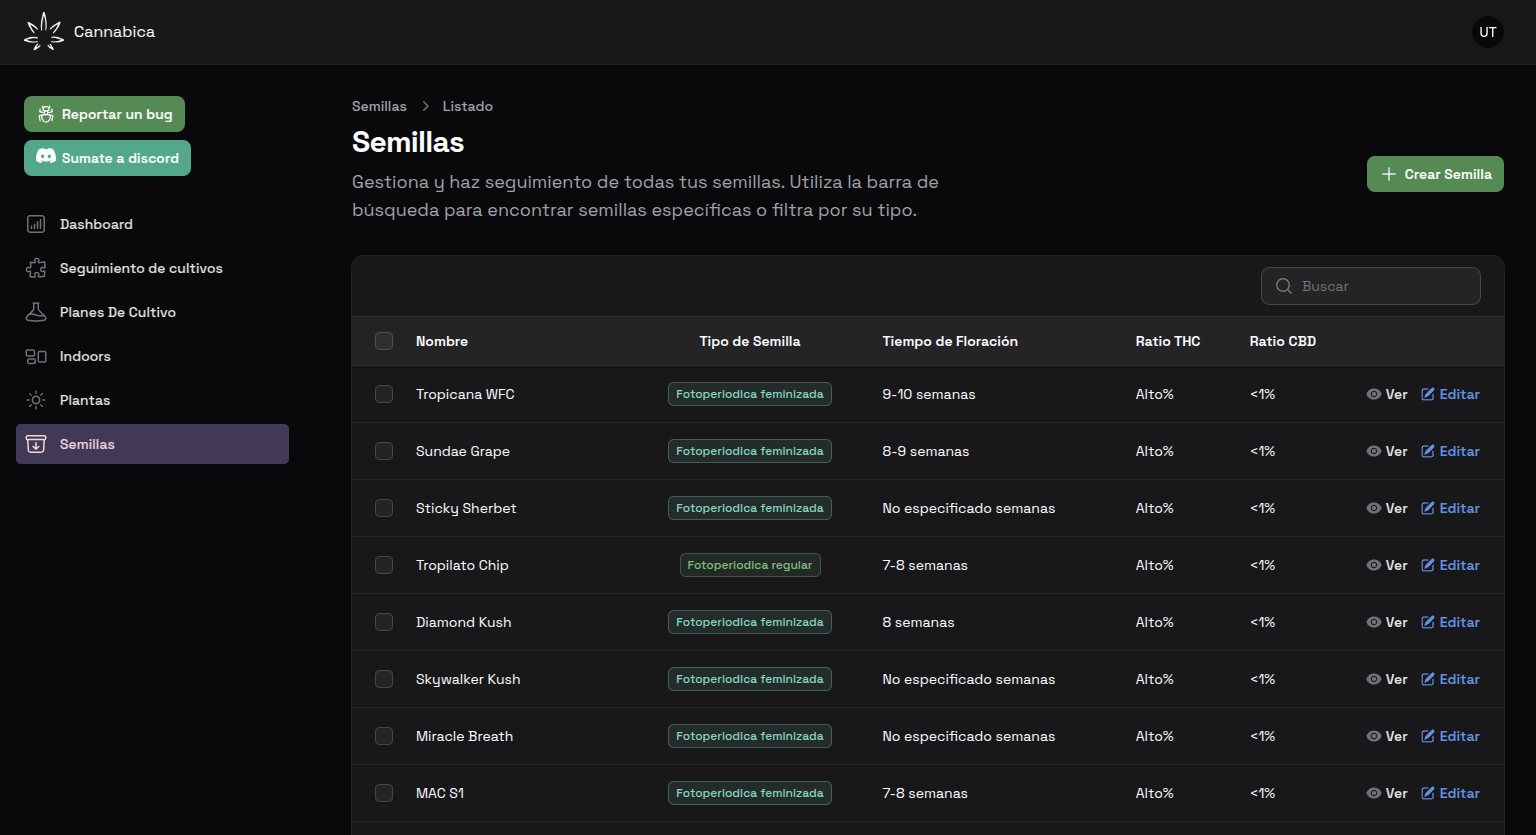 Cannabica
UT
Reportar un bug
Sumate a discord
Dashboard
Seguimiento de cultivos
Planes De Cultivo
Indoors
Plantas
Semillas
Semillas > Listado
Semillas
Gestiona y haz seguimiento de todas tus semillas. Utiliza la barra de
búsqueda para encontrar semillas específicas o filtra por su tipo.
Crear Semilla
Buscar
Nombre Tipo de Semilla Tiempo de Floración Ratio THC Ratio CBD
Tropicana WFC Fotoperiodica feminizada 9-10 semanas Alto% <1% Ver Editar
Sundae Grape Fotoperiodica feminizada 8-9 semanas Alto% <1% Ver Editar
Sticky Sherbet Fotoperiodica feminizada No especificado semanas Alto% <1% Ver Editar
Tropilato Chip Fotoperiodica regular 7-8 semanas Alto% <1% Ver Editar
Diamond Kush Fotoperiodica feminizada 8 semanas Alto% <1% Ver Editar
Skywalker Kush Fotoperiodica feminizada No especificado semanas Alto% <1% Ver Editar
Miracle Breath Fotoperiodica feminizada No especificado semanas Alto% <1% Ver Editar
MAC S1 Fotoperiodica feminizada 7-8 semanas Alto% <1% Ver Editar